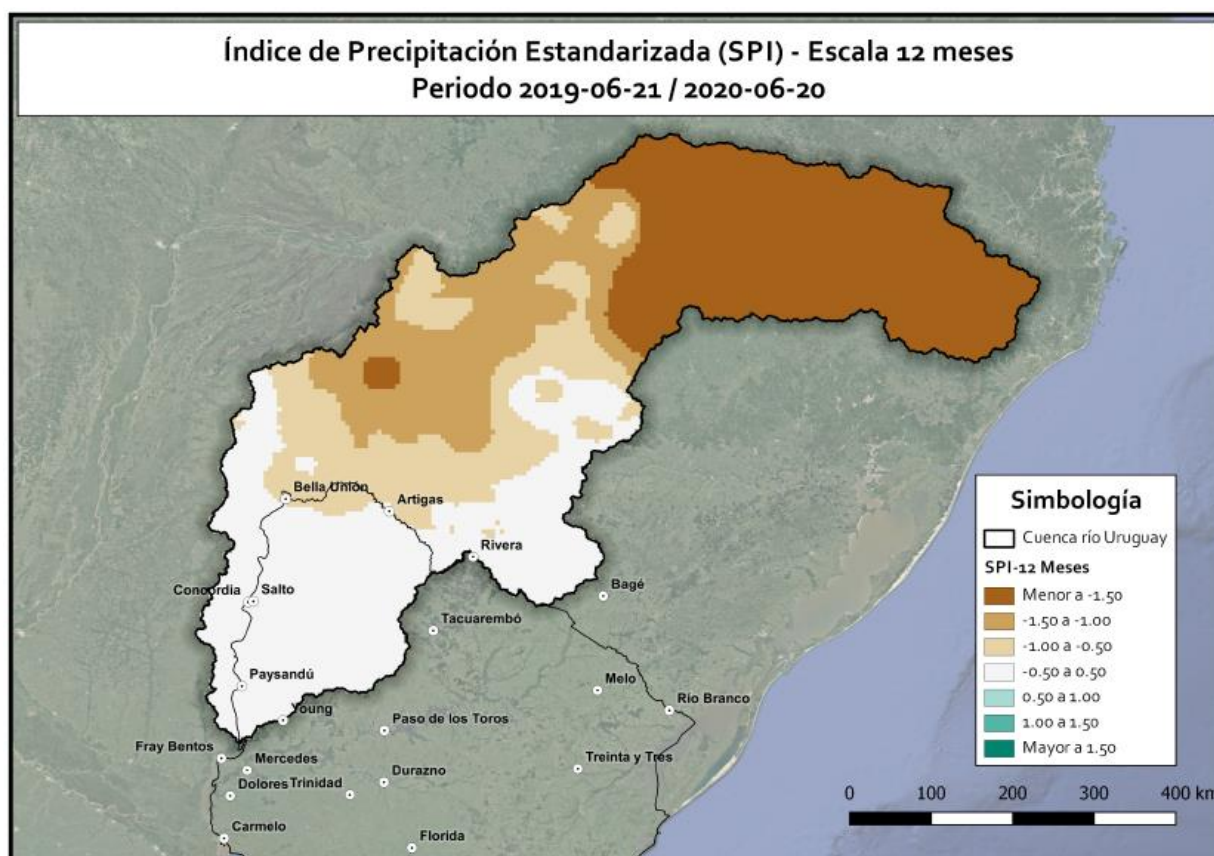 Índice de Precipitación Estandarizada (SPI) - Escala 12 meses
Periodo 2019-06-21 / 2020-06-20
Bella Unión
Artigas
Rivera
Concordia
Salto
Bagé
Tacuarembó
Paysandú
Melo
Río Branco
Young
Paso de los Toros
Fray Bentos
Mercedes
Treinta y Tres
Durazno
Dolores
Trinidad
Carmelo
Florida
Simbología
Cuenca río Uruguay
SPI-12 Meses
Menor a -1.50
-1.50 a -1.00
-1.00 a -0.50
-0.50 a 0.50
0.50 a 1.00
1.00 a 1.50
Mayor a 1.50
0 100 200 300 400 km